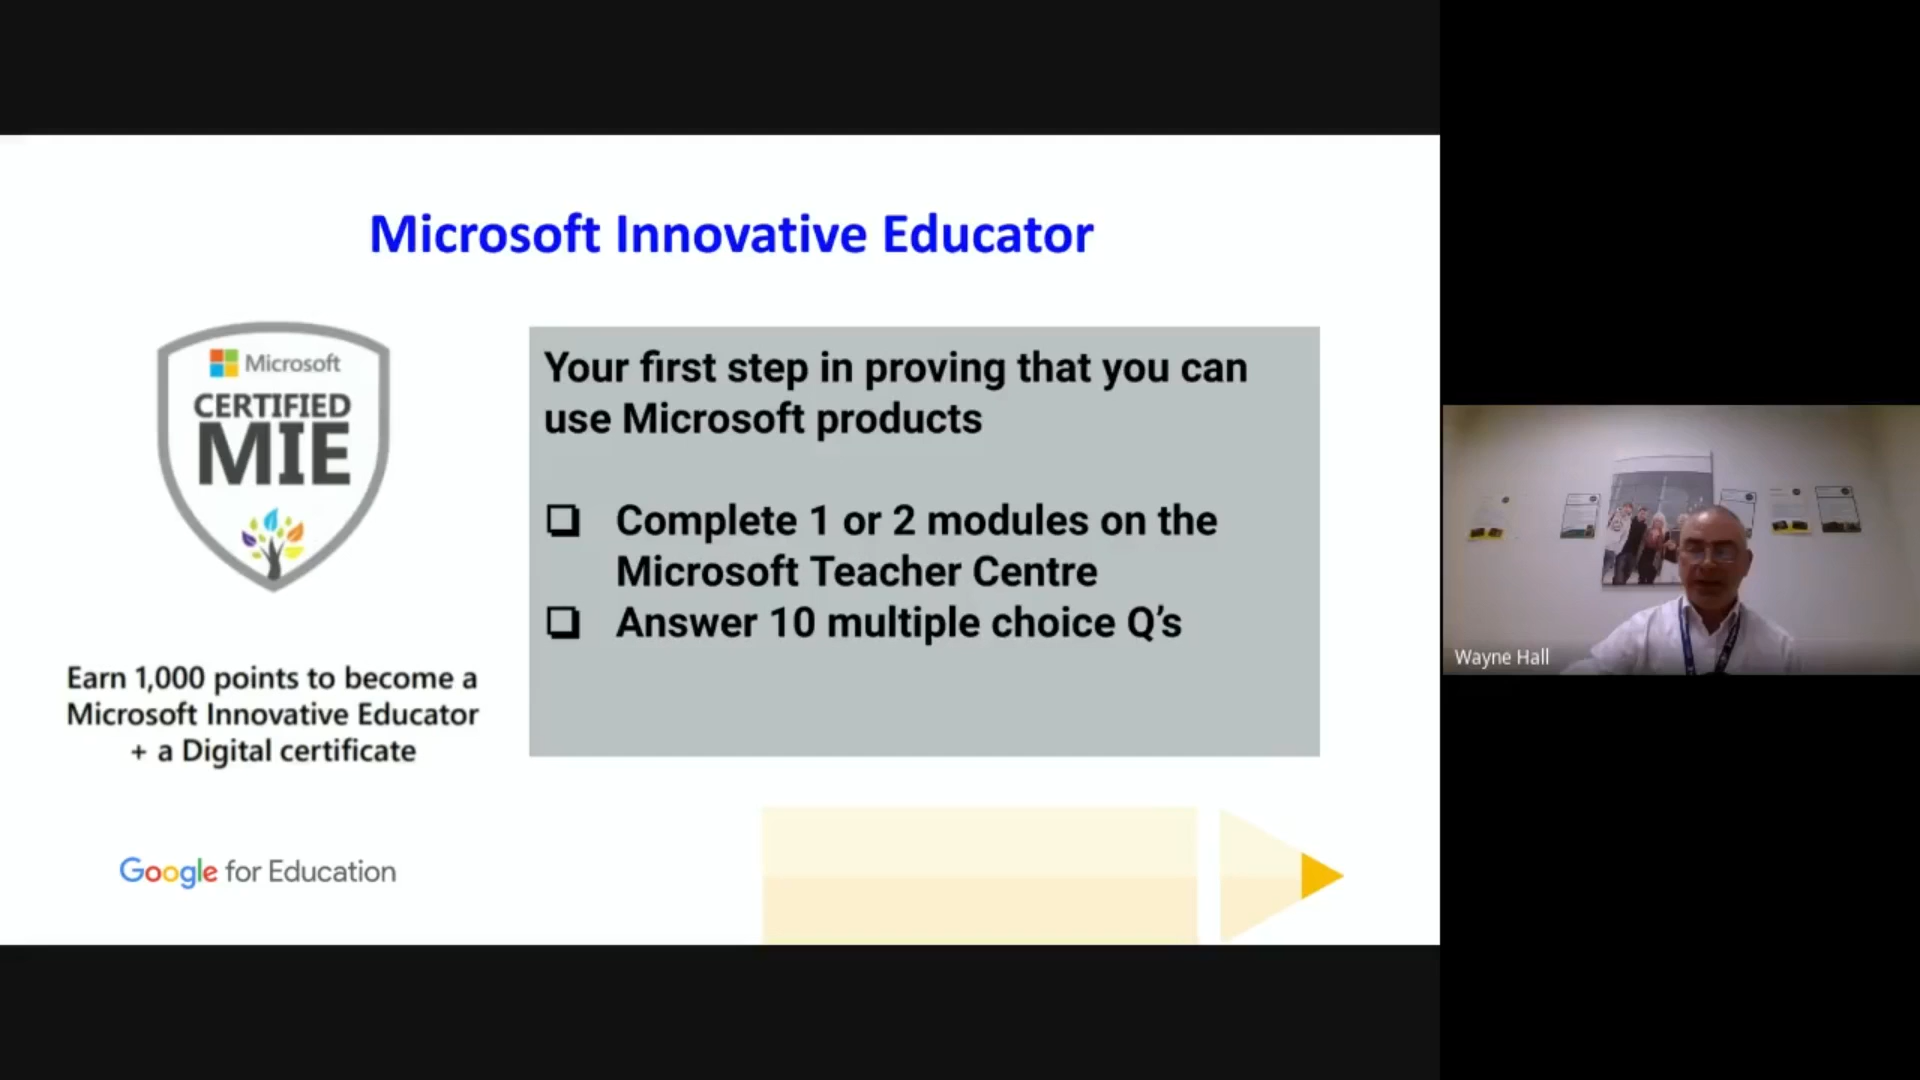 Microsoft Innovative Educator
Microsoft
CERTIFIED
MIE
Earn 1,000 points to become a
Microsoft Innovative Educator
+ a Digital certificate
Your first step in proving that you can
use Microsoft products
❏ Complete 1 or 2 modules on the
Microsoft Teacher Centre
❏ Answer 10 multiple choice Q’s
Google for Education
Wayne Hall